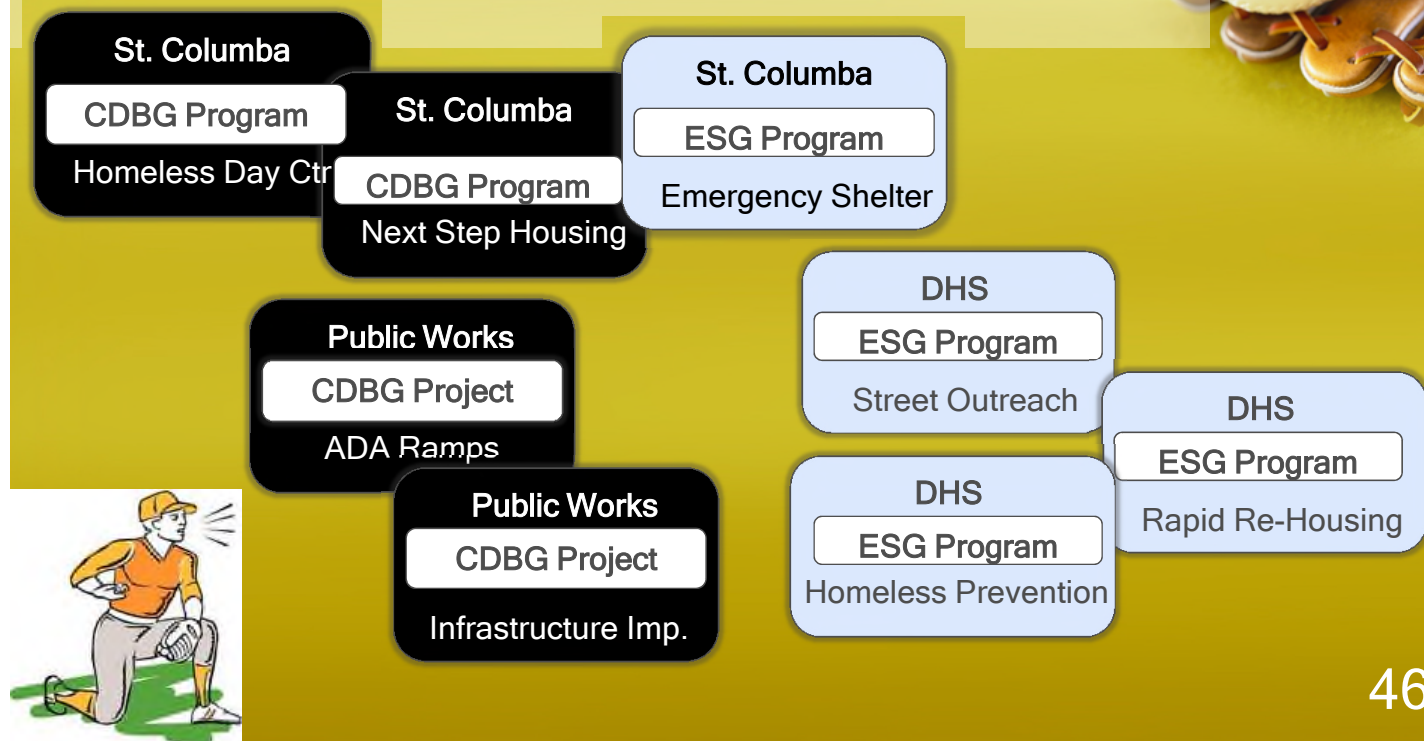 St. Columba
CDBG Program
Homeless Day Ctr
St. Columba
CDBG Program
Next Step Housing
St. Columba
ESG Program
Emergency Shelter
Public Works
CDBG Project
ADA Ramps
Public Works
CDBG Project
Infrastructure Imp.
DHS
ESG Program
Street Outreach
DHS
ESG Program
Rapid Re-Housing
DHS
ESG Program
Homeless Prevention
46